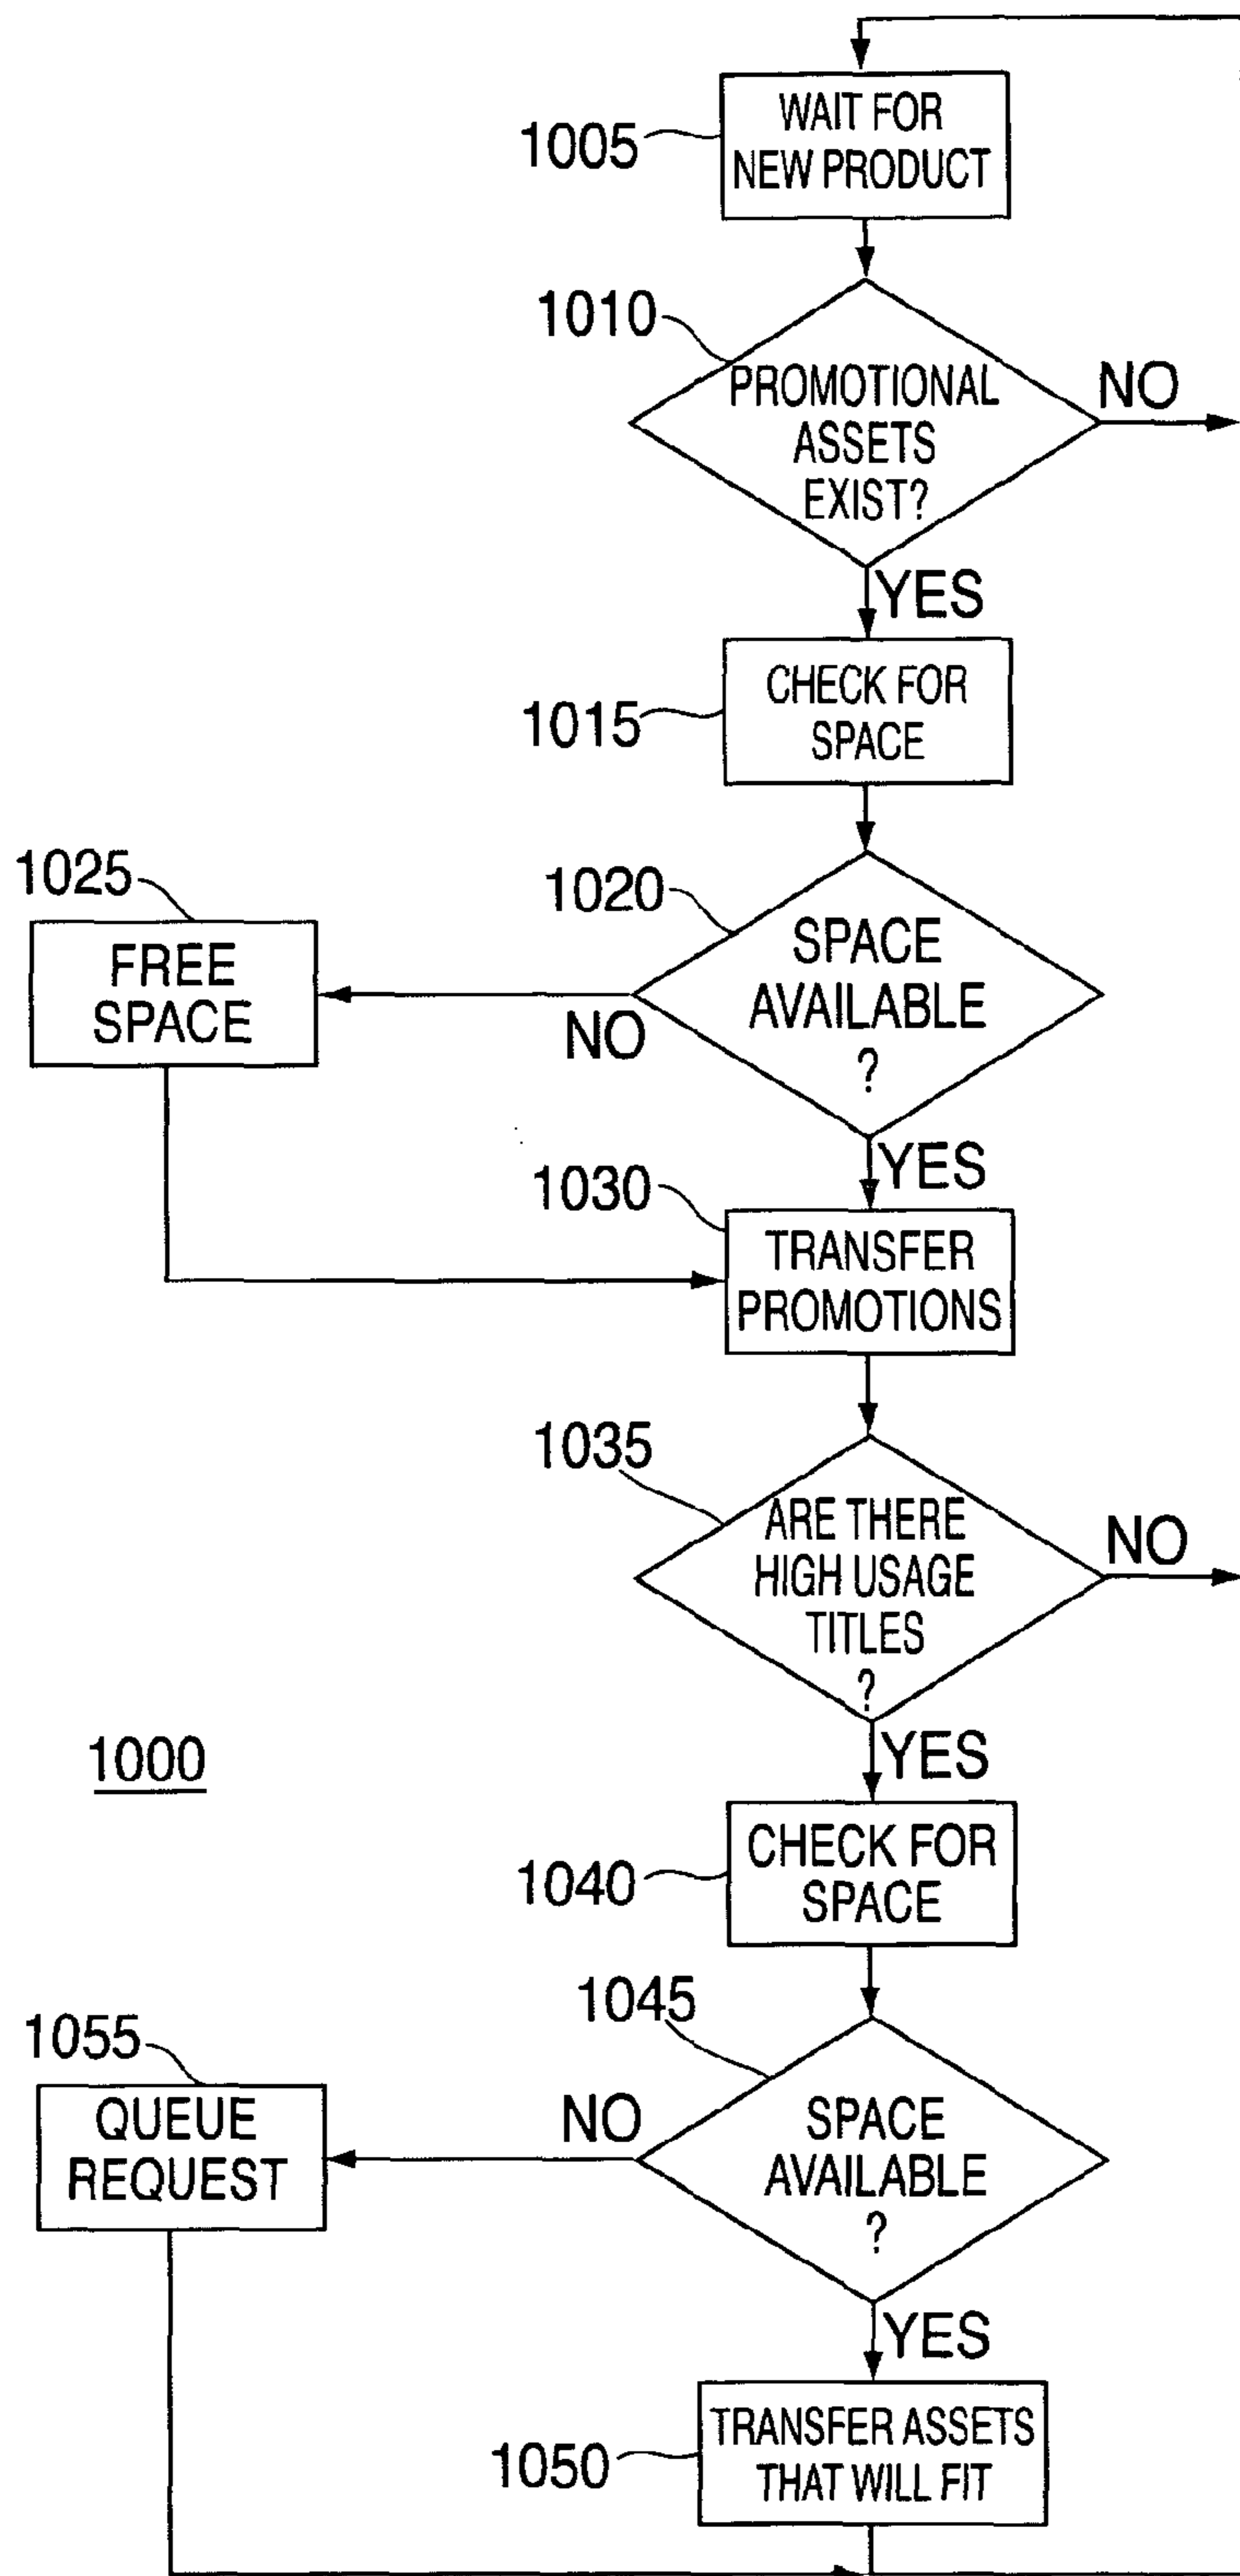 1005
WAIT FOR
NEW PRODUCT
1010
PROMOTIONAL
ASSETS
EXIST?
NO
YES
1015
CHECK FOR
SPACE
1025
FREE
SPACE
1020
SPACE
AVAILABLE
?
NO
YES
1030
TRANSFER
PROMOTIONS
1035
ARE THERE
HIGH USAGE
TITLES
?
NO
YES
1000
1040
CHECK FOR
SPACE
1045
1055
QUEUE
REQUEST
NO
SPACE
AVAILABLE
?
YES
1050
TRANSFER ASSETS
THAT WILL FIT